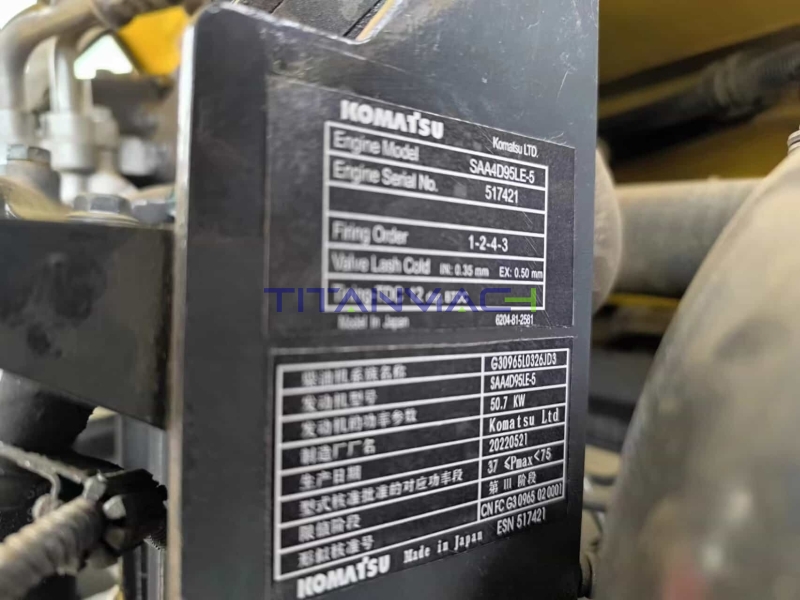 KOMATSU
Komatsu LTD.
Engine Model SAA4D95LE-5
Engine Serial No. 517421
Firing Order 1-2-4-3
Valve Lash Cold IN: 0.35 mm EX: 0.50 mm
TITANMACH
Made in Japan 6204-81-2581
柴油机系族名称 G30965L0326JD3
发动机型号 SAA4D95LE-5
发动机的功率参数 50.7 KW
制造厂厂名 Komatsu Ltd
生产日期 20220521
型式核准批准的对应功率段 37 ≤Pmax<75
限值阶段 第 III 阶段
形式核准号 CN FC G3 0965 02 0001
KOMATSU Made in Japan ESN 517421